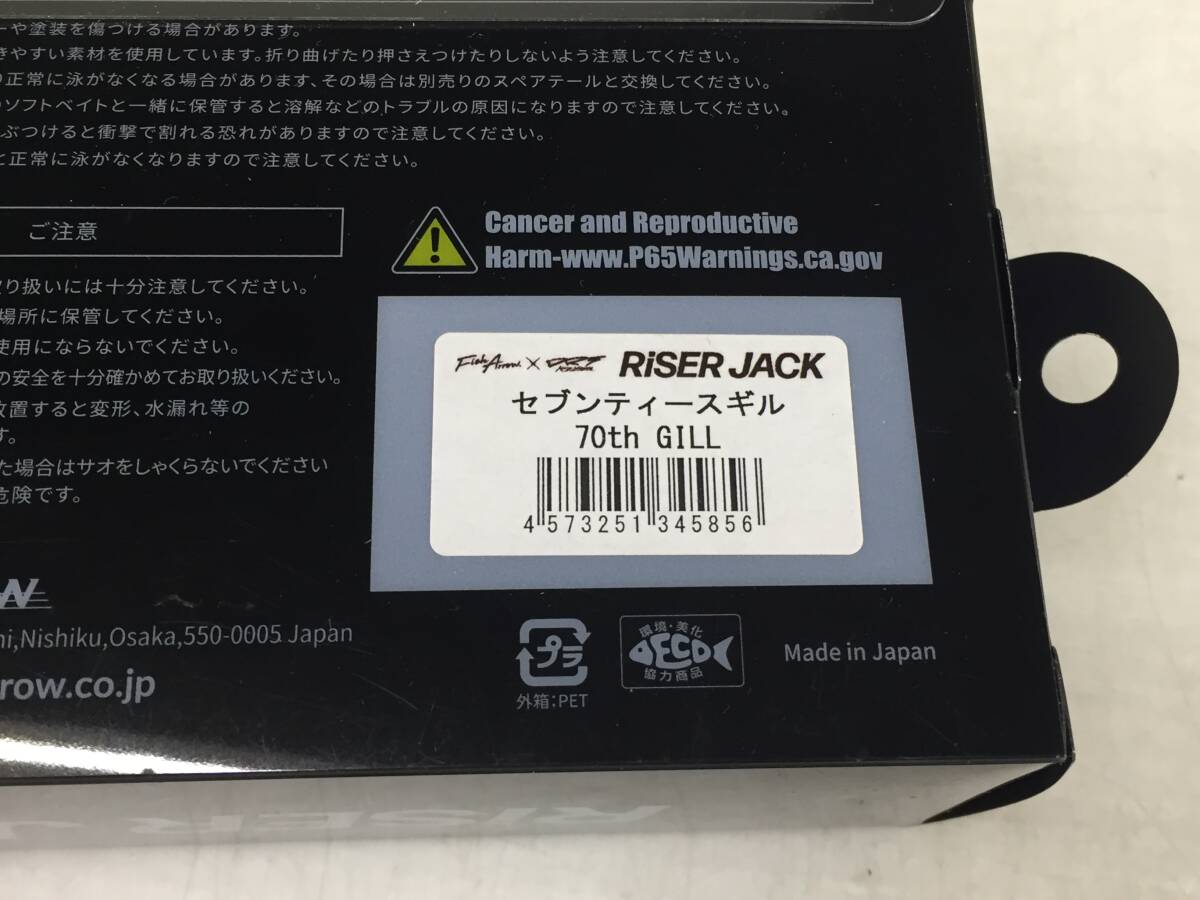 ーや塗装を傷つける場合があります。
きやすい素材を使用しています。折り曲げたり押さえつけたりしないよう注意してください。
り正常に泳がなくなる場合があります、その場合は別売りのスペアテールと交換してください。
のソフトベイトと一緒に保管すると溶解などのトラブルの原因になりますので注意してください。
ぶつけると衝撃で割れる恐れがありますので注意してください。
と正常に泳がなくなりますので注意してください。
ご注意
取り扱いには十分注意してください。
場所に保管してください。
使用にならないでください。
の安全を十分確かめてお取り扱いください。
放置すると変形、水漏れ等の
す。
た場合はサオをしゃくらないでください
危険です。
Cancer and Reproductive
Harm-www.P65Warnings.ca.gov
Fish Arrow × DRT RiSER JACK
セブンティースギル
70th GILL
4 573251 345856
W
hi,Nishiku,Osaka,550-0005 Japan
rrow.co.jp
プラ
外箱:PET
環境・美化
ECO
協力商品
Made in Japan
RiSER J